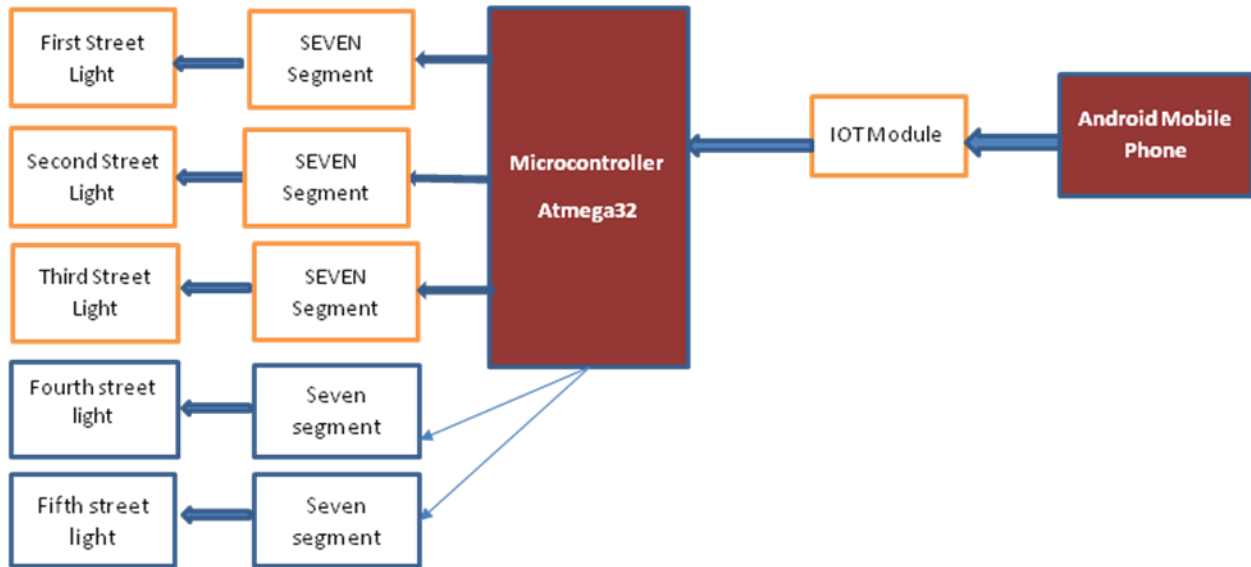 First Street
Light
SEVEN
Segment
Second Street
Light
SEVEN
Segment
Third Street
Light
SEVEN
Segment
Fourth street
light
Seven
segment
Fifth street
light
Seven
segment
Microcontroller
Atmega32
IOT Module
Android Mobile
Phone